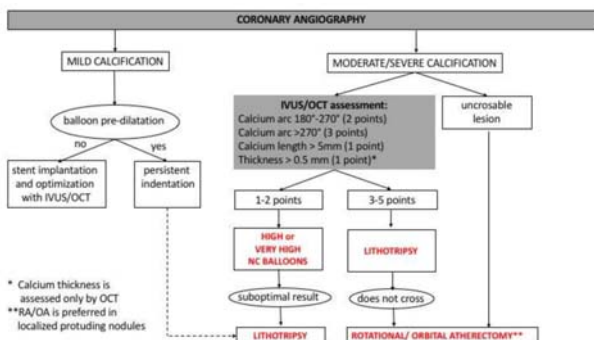 CORONARY ANGIOGRAPHY
MILD CALCIFICATION
MODERATE/SEVERE CALCIFICATION
balloon pre-dilatation
no
yes
stent implantation
and optimization
with IVUS/OCT
persistent
indentation
IVUS/OCT assessment:
Calcium arc 180°-270° (2 points)
Calcium arc >270° (3 points)
Calcium length > 5mm (1 point)
Thickness > 0.5 mm (1 point)*
uncrosable
lesion
1-2 points
3-5 points
HIGH or
VERY HIGH
NC BALLOONS
LITHOTRIPSY
suboptimal result
does not cross
LITHOTRIPSY
ROTATIONAL/ ORBITAL ATHERECTOMY**
* Calcium thickness is
assessed only by OCT
**RA/OA is preferred in
localized protuding nodules